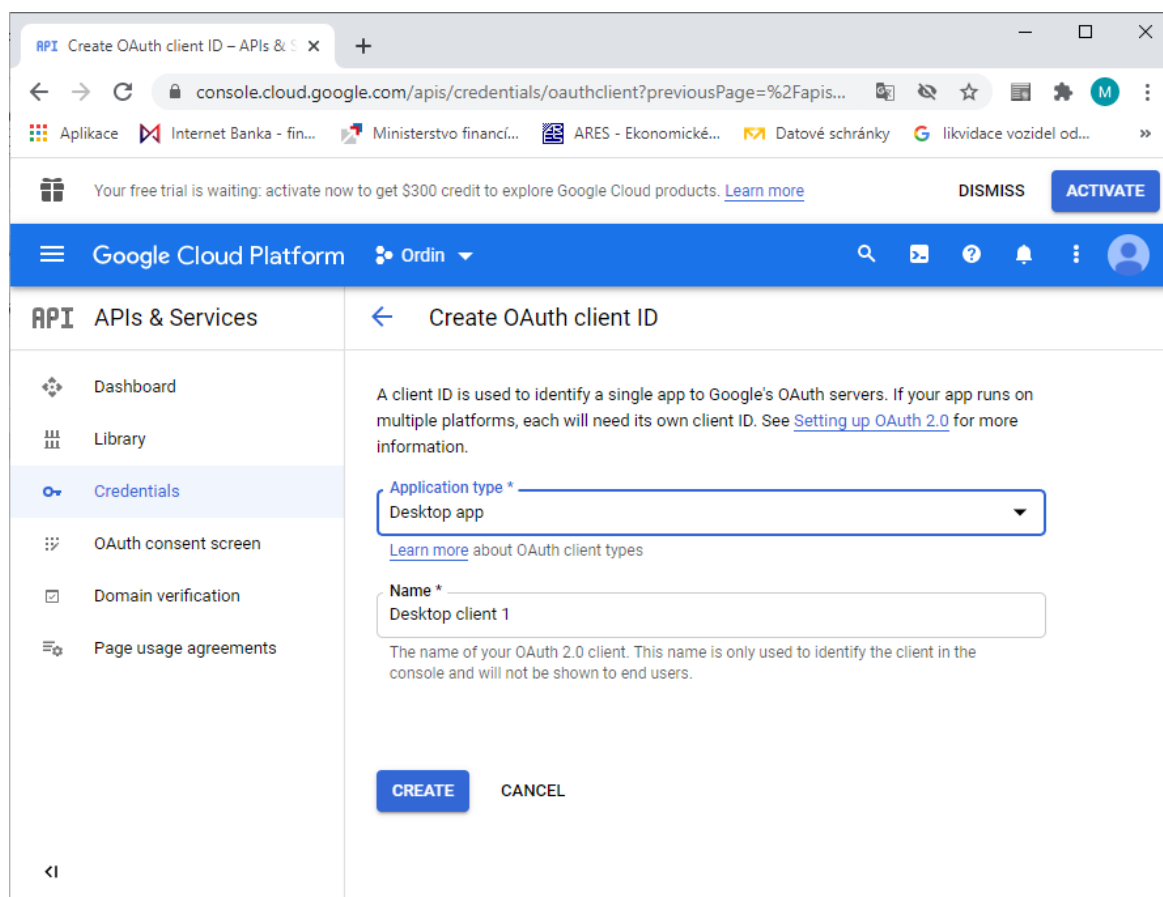 API Create OAuth client ID – APIs & S
console.cloud.google.com/apis/credentials/oauthclient?previousPage=%2Fapis...
M
Aplikace Internet Banka - fin... Ministerstvo financí... ARES - Ekonomické... Datové schránky G likvidace vozidel od... »
Your free trial is waiting: activate now to get $300 credit to explore Google Cloud products. Learn more DISMISS ACTIVATE
Google Cloud Platform Ordin
API APIs & Services
Create OAuth client ID
Dashboard
Library
Credentials
OAuth consent screen
Domain verification
Page usage agreements
A client ID is used to identify a single app to Google's OAuth servers. If your app runs on
multiple platforms, each will need its own client ID. See Setting up OAuth 2.0 for more
information.
Application type *
Desktop app
Learn more about OAuth client types
Name *
Desktop client 1
The name of your OAuth 2.0 client. This name is only used to identify the client in the
console and will not be shown to end users.
CREATE CANCEL